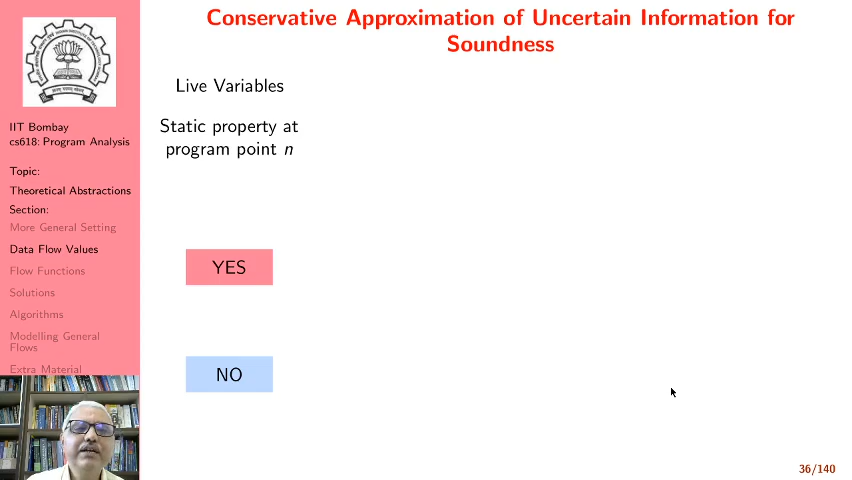 Conservative Approximation of Uncertain Information for
Soundness
IIT Bombay
cs618: Program Analysis
Topic:
Theoretical Abstractions
Section:
More General Setting
Data Flow Values
Flow Functions
Solutions
Algorithms
Modelling General
Flows
Extra Material
Live Variables
Static property at
program point n
YES
NO
36/140